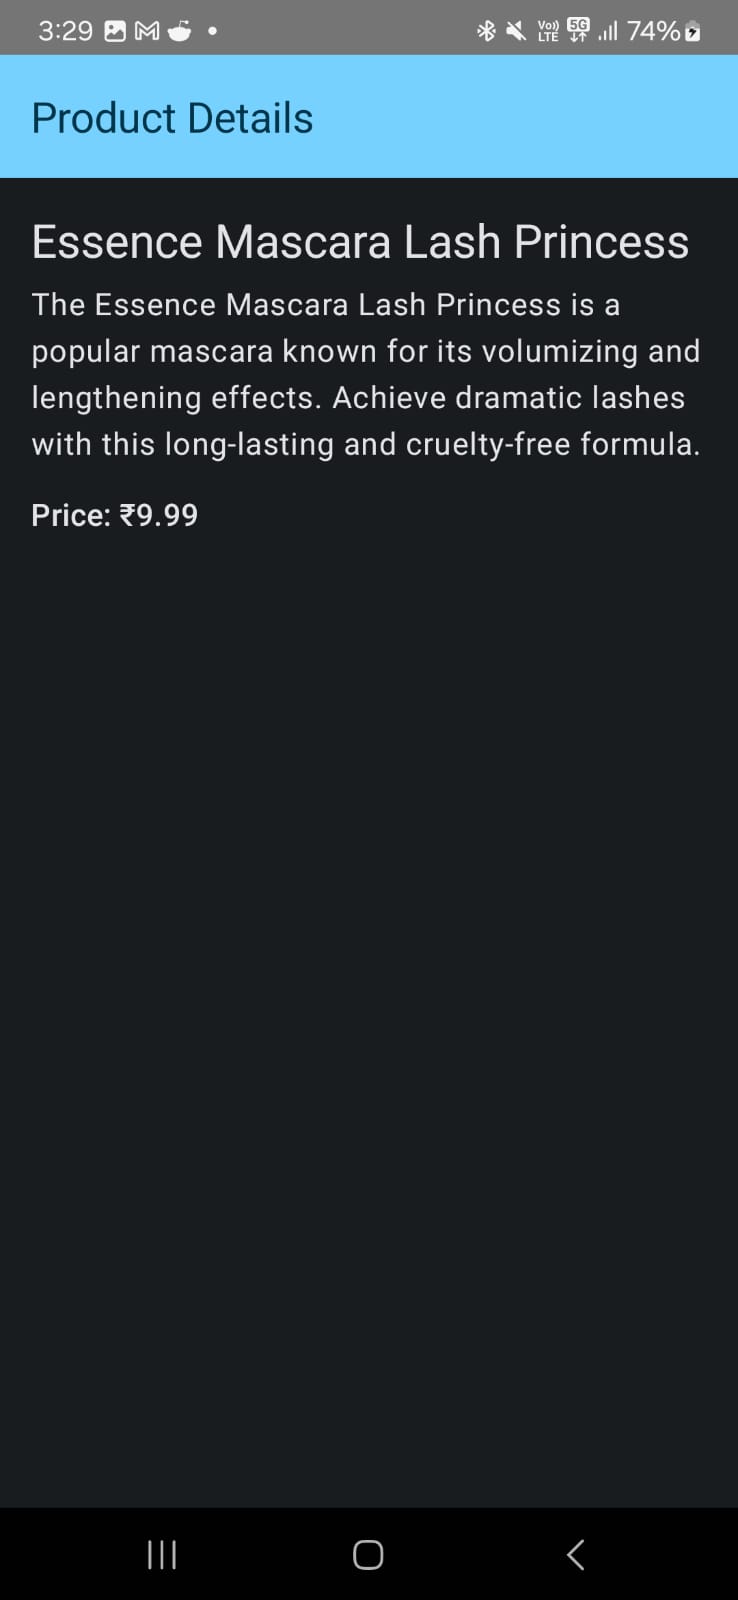 3:29
Vo)) LTE 5G 74%
Product Details
Essence Mascara Lash Princess
The Essence Mascara Lash Princess is a
popular mascara known for its volumizing and
lengthening effects. Achieve dramatic lashes
with this long-lasting and cruelty-free formula.
Price: ₹9.99